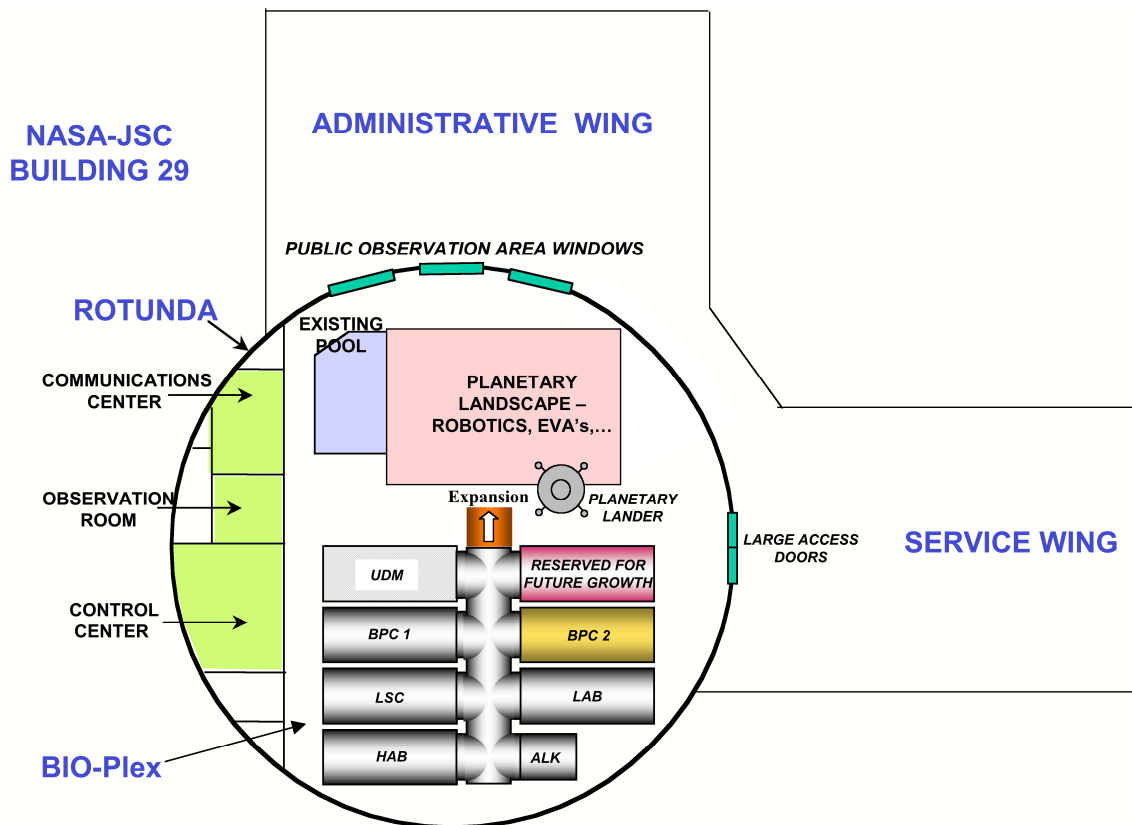 ADMINISTRATIVE  WING
NASA-JSC
BUILDING 29
PUBLIC OBSERVATION AREA WINDOWS
ROTUNDA
EXISTING
POOL
COMMUNICATIONS
CENTER
PLANETARY
LANDSCAPE –
ROBOTICS, EVA's,…
OBSERVATION
ROOM
Expansion
PLANETARY
LANDER
LARGE ACCESS
DOORS
SERVICE WING
UDM
RESERVED FOR
FUTURE GROWTH
CONTROL
CENTER
BPC 1
BPC 2
LSC
LAB
BIO-Plex
HAB
ALK